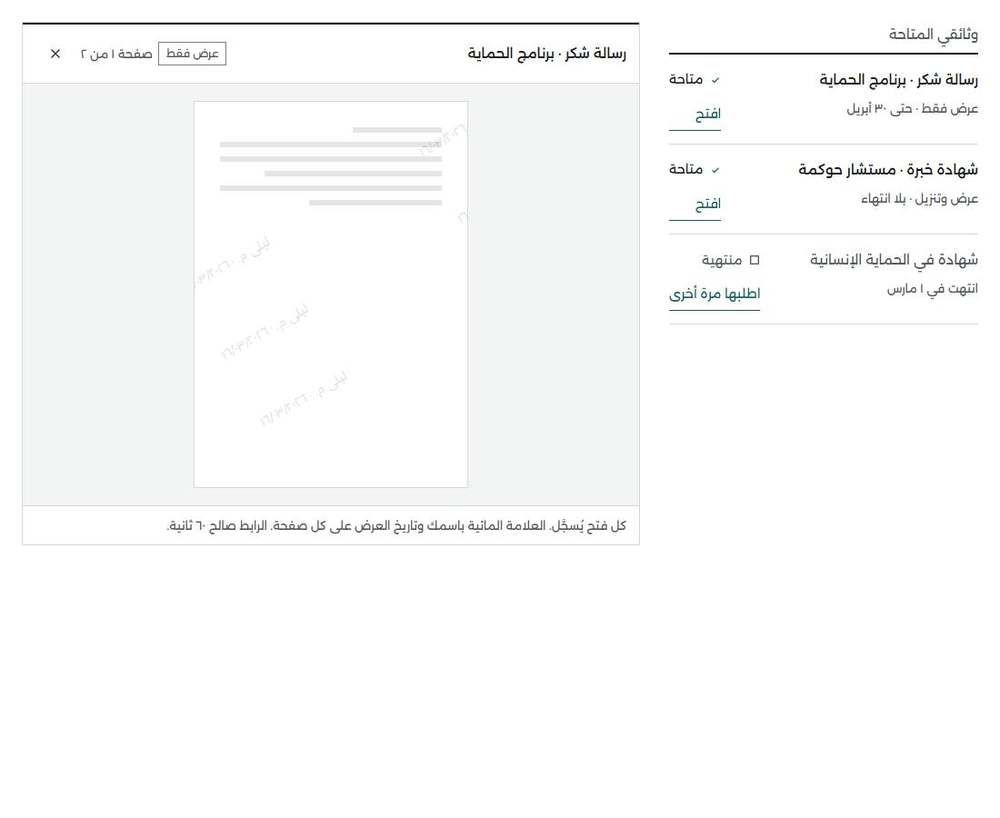 وثائقي المتاحة
رسالة شكر · برنامج الحماية
✓ متاحة
عرض فقط · حتى ٣٠ أبريل
افتح
شهادة خبرة · مستشار حوكمة
✓ متاحة
عرض وتنزيل · بلا انتهاء
افتح
شهادة في الحماية الإنسانية
منتهية
انتهت في ١ مارس
اطلبها مرة أخرى
رسالة شكر · برنامج الحماية
عرض فقط
صفحة ١ من ٢
ليلى م.
ليلى م.
ليلى م.
كل فتح يُسجَّل. العلامة المائية باسمك وتاريخ العرض على كل صفحة. الرابط صالح ٦٠ ثانية.